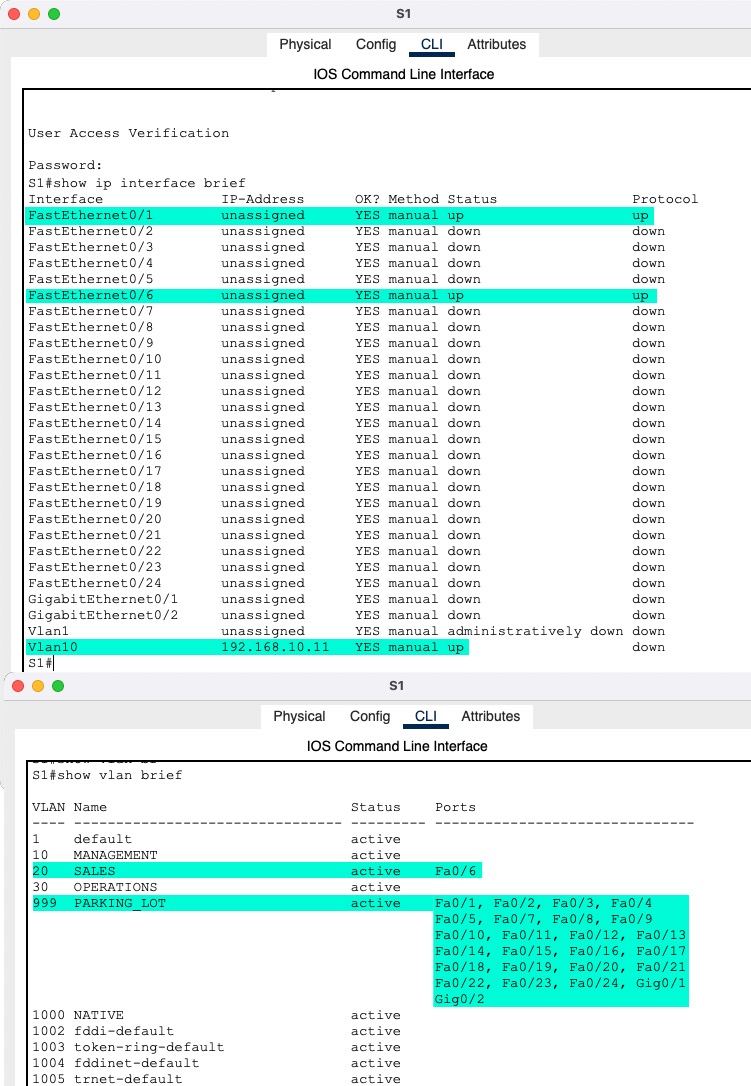 S1
Physical Config CLI Attributes
IOS Command Line Interface
User Access Verification
Password:
S1#show ip interface brief
Interface IP-Address OK? Method Status Protocol
FastEthernet0/1 unassigned YES manual up up
FastEthernet0/2 unassigned YES manual down down
FastEthernet0/3 unassigned YES manual down down
FastEthernet0/4 unassigned YES manual down down
FastEthernet0/5 unassigned YES manual down down
FastEthernet0/6 unassigned YES manual up up
FastEthernet0/7 unassigned YES manual down down
FastEthernet0/8 unassigned YES manual down down
FastEthernet0/9 unassigned YES manual down down
FastEthernet0/10 unassigned YES manual down down
FastEthernet0/11 unassigned YES manual down down
FastEthernet0/12 unassigned YES manual down down
FastEthernet0/13 unassigned YES manual down down
FastEthernet0/14 unassigned YES manual down down
FastEthernet0/15 unassigned YES manual down down
FastEthernet0/16 unassigned YES manual down down
FastEthernet0/17 unassigned YES manual down down
FastEthernet0/18 unassigned YES manual down down
FastEthernet0/19 unassigned YES manual down down
FastEthernet0/20 unassigned YES manual down down
FastEthernet0/21 unassigned YES manual down down
FastEthernet0/22 unassigned YES manual down down
FastEthernet0/23 unassigned YES manual down down
FastEthernet0/24 unassigned YES manual down down
GigabitEthernet0/1 unassigned YES manual down down
GigabitEthernet0/2 unassigned YES manual down down
Vlan1 unassigned YES manual administratively down down
Vlan10 192.168.10.11 YES manual up down
S1#
S1
Physical Config CLI Attributes
IOS Command Line Interface
S1#show vlan brief
VLAN Name Status Ports
---- -------------------------------- --------- -------------------------------
1 default active
10 MANAGEMENT active
20 SALES active Fa0/6
30 OPERATIONS active
999 PARKING_LOT active Fa0/1, Fa0/2, Fa0/3, Fa0/4
Fa0/5, Fa0/7, Fa0/8, Fa0/9
Fa0/10, Fa0/11, Fa0/12, Fa0/13
Fa0/14, Fa0/15, Fa0/16, Fa0/17
Fa0/18, Fa0/19, Fa0/20, Fa0/21
Fa0/22, Fa0/23, Fa0/24, Gig0/1
Gig0/2
1000 NATIVE active
1002 fddi-default active
1003 token-ring-default active
1004 fddinet-default active
1005 trnet-default active